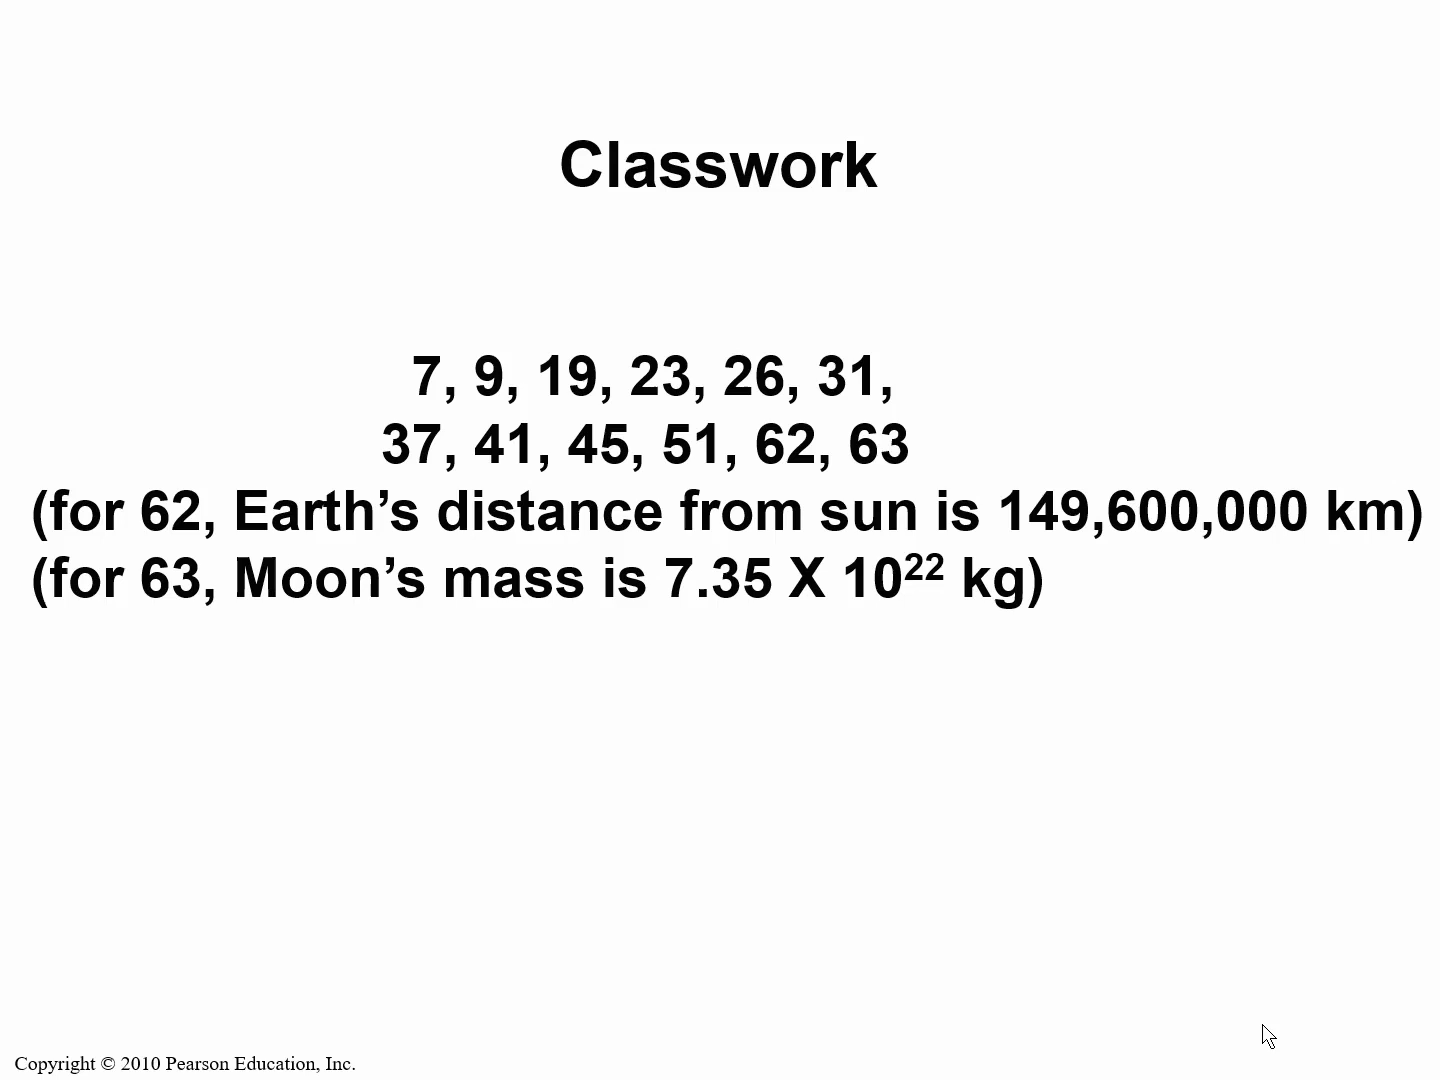 Classwork
7, 9, 19, 23, 26, 31,
37, 41, 45, 51, 62, 63
(for 62, Earth’s distance from sun is 149,600,000 km)
(for 63, Moon’s mass is 7.35 X 10²² kg)
Copyright © 2010 Pearson Education, Inc.